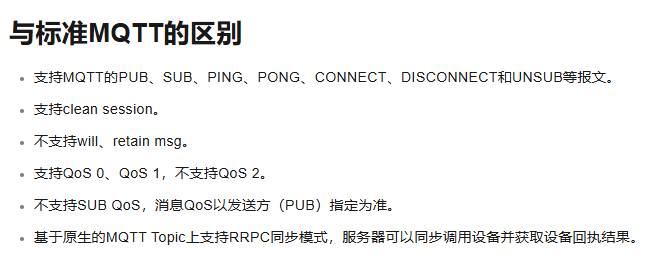 与标准MQTT的区别
支持MQTT的PUB、SUB、PING、PONG、CONNECT、DISCONNECT和UNSUB等报文。
支持clean session。
不支持will、retain msg。
支持QoS 0、QoS 1，不支持QoS 2。
不支持SUB QoS，消息QoS以发送方（PUB）指定为准。
基于原生的MQTT Topic上支持RRPC同步模式，服务器可以同步调用设备并获取设备回执结果。